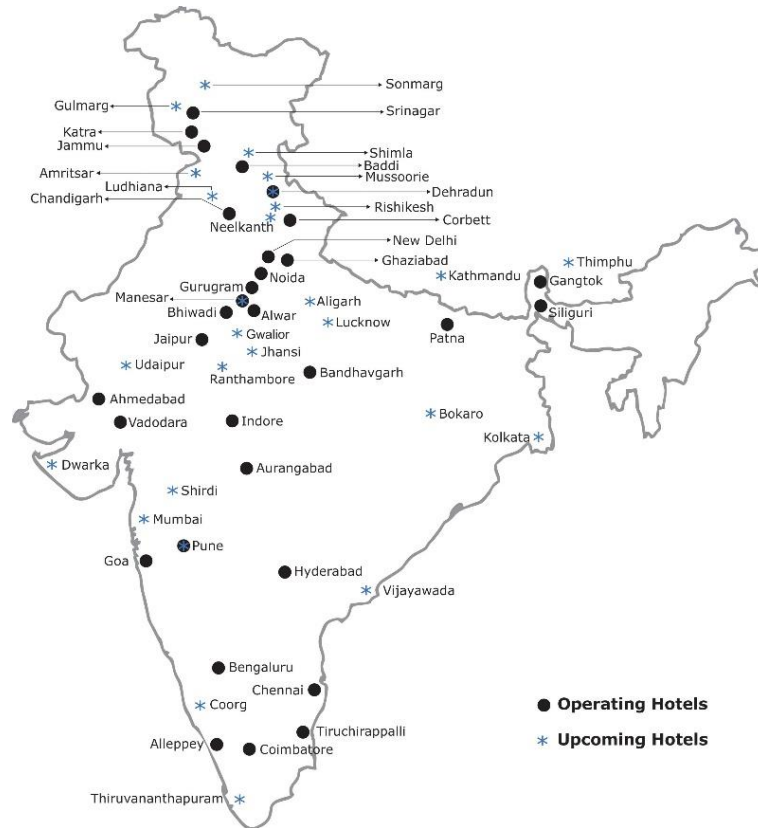 Sonmarg
Gulmarg
Srinagar
Katra
Jammu
Shimla
Baddi
Amritsar
Mussoorie
Ludhiana
Dehradun
Chandigarh
Rishikesh
Neelkanth
Corbett
New Delhi
Ghaziabad
Thimphu
Noida
Kathmandu
Gangtok
Gurugram
Manesar
Aligarh
Bhiwadi
Alwar
Siliguri
Lucknow
Gwalior
Patna
Jaipur
Jhansi
Udaipur
Ranthambore
Bandhavgarh
Ahmedabad
Vadodara
Indore
Bokaro
Kolkata
Dwarka
Aurangabad
Shirdi
Mumbai
Pune
Goa
Hyderabad
Vijayawada
Bengaluru
Chennai
Coorg
Operating Hotels
Tiruchirappalli
Alleppey
Coimbatore
Upcoming Hotels
Thiruvananthapuram